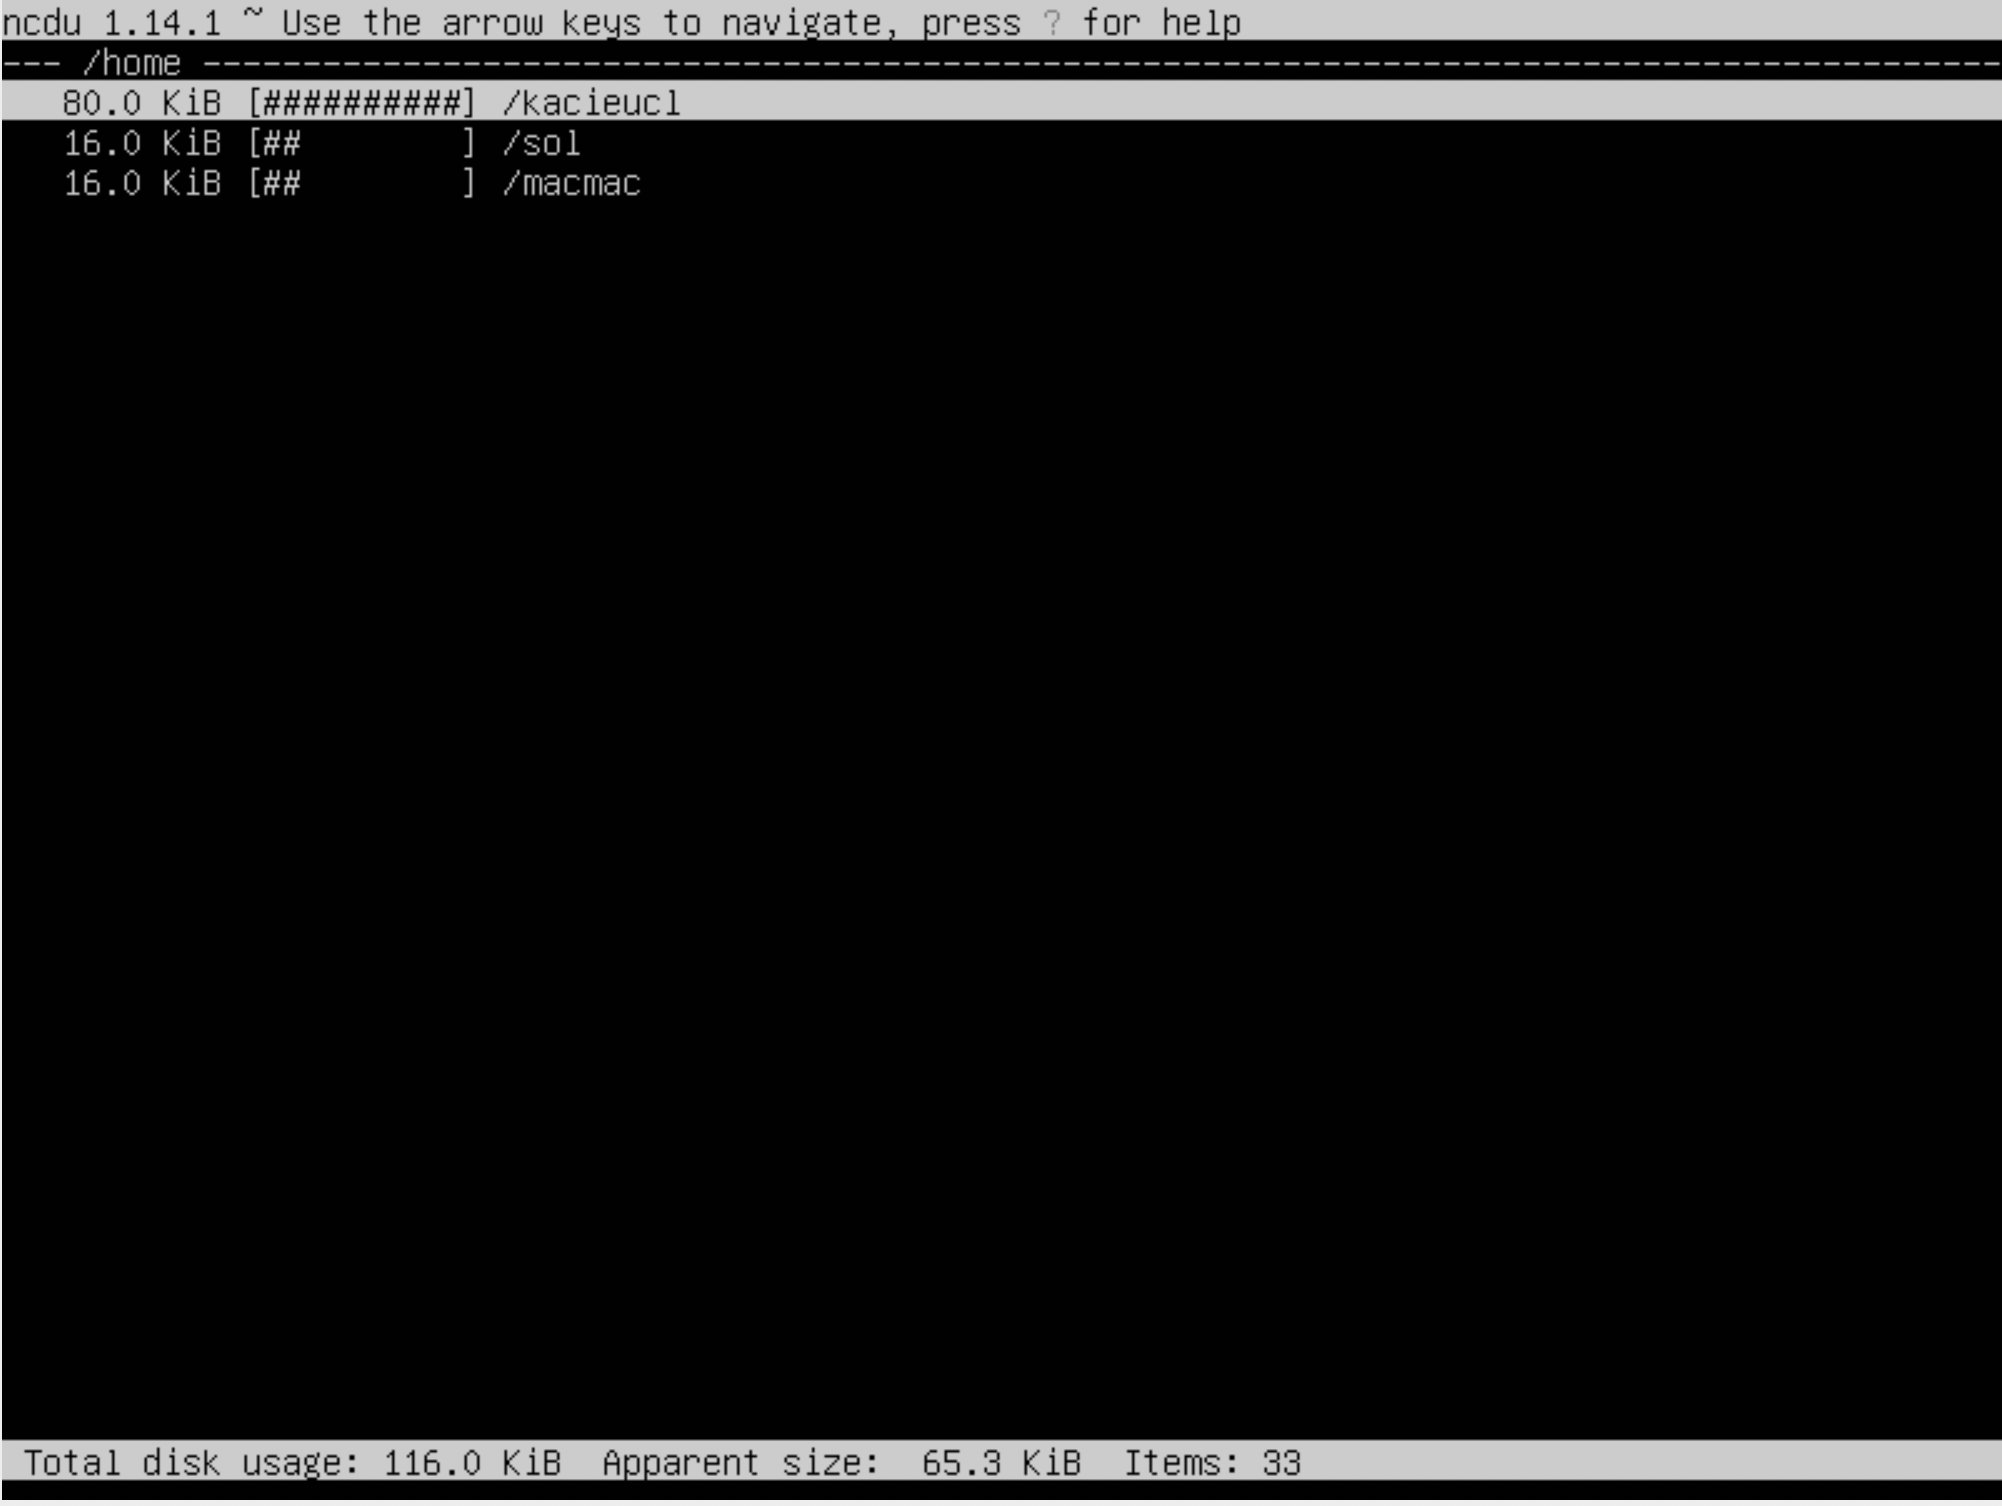 ncdu 1.14.1 ~ Use the arrow keys to navigate, press ? for help
--- /home ------------------------------------------------------------------------------------------
   80.0 KiB [##########] /kacieucl
   16.0 KiB [##        ] /sol
   16.0 KiB [##        ] /macmac
 Total disk usage: 116.0 KiB  Apparent size:  65.3 KiB  Items: 33